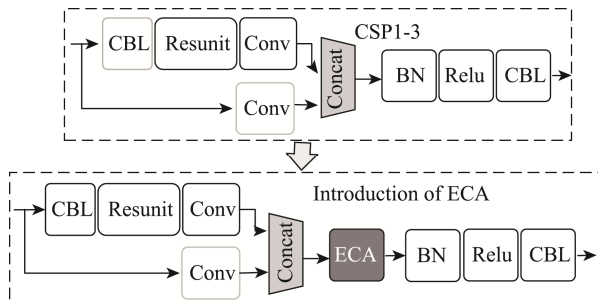 CSP1-3
CBL Resunit Conv
Concat
BN Relu CBL
Conv
Introduction of ECA
CBL Resunit Conv
Concat
ECA BN Relu CBL
Conv